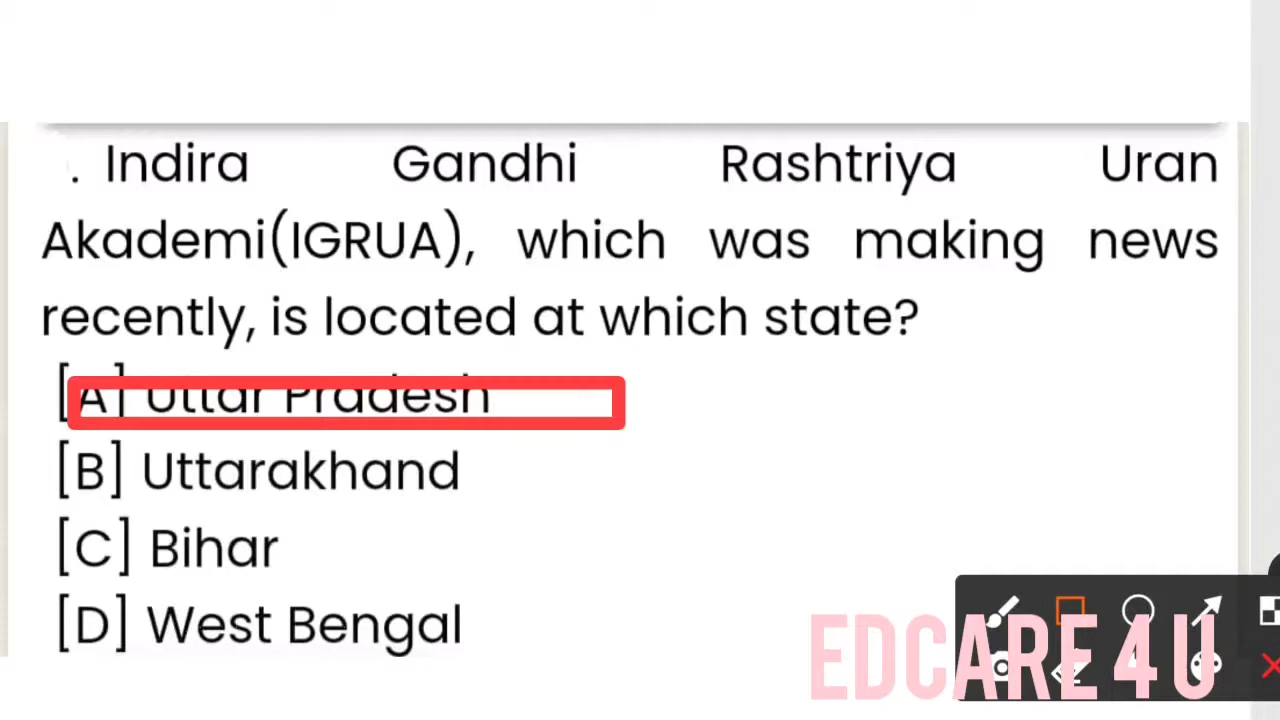 . Indira Gandhi Rashtriya Uran
Akademi(IGRUA), which was making news
recently, is located at which state?
[A] Uttar Pradesh
[B] Uttarakhand
[C] Bihar
[D] West Bengal
EDCARE 4 U